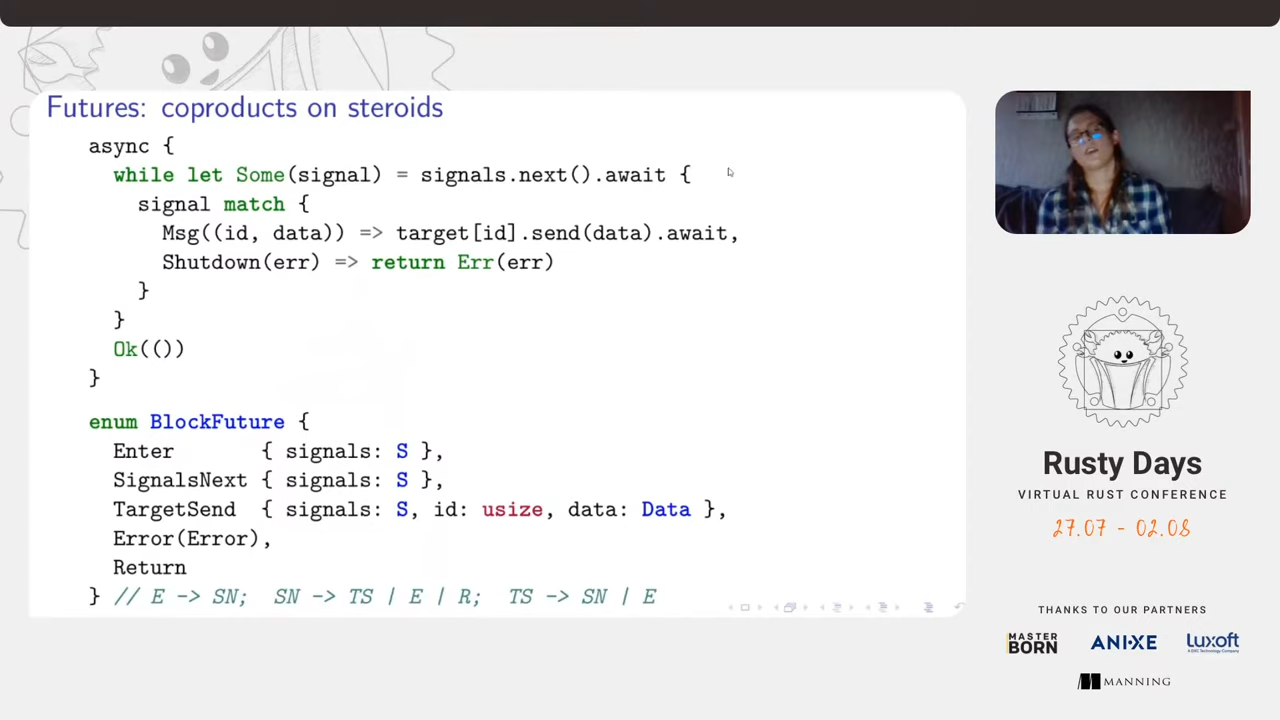 Futures: coproducts on steroids
async {
while let Some(signal) = signals.next().await {
signal match {
Msg((id, data)) => target[id].send(data).await,
Shutdown(err) => return Err(err)
}
}
Ok(())
}
enum BlockFuture {
Enter { signals: S },
SignalsNext { signals: S },
TargetSend { signals: S, id: usize, data: Data },
Error(Error),
Return
} // E -> SN; SN -> TS | E | R; TS -> SN | E
Rusty Days
VIRTUAL RUST CONFERENCE
27.07 - 02.08
THANKS TO OUR PARTNERS
MASTER BORN
ANIXE
Luxoft
MANNING